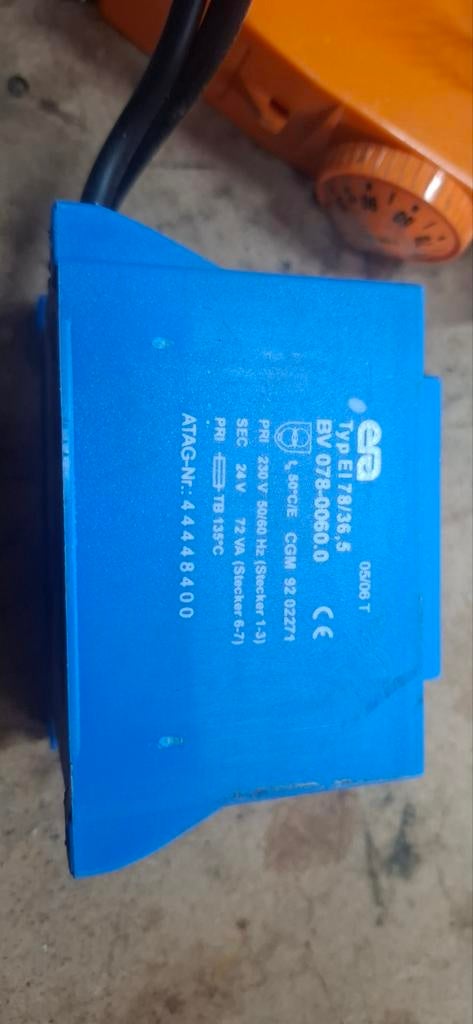 era
05/06 T
Typ EI 78/36,5
BV 078-0060.0
CE
tₐ 50°C/E CGM 92 02271
PRI 230 V 50/60 Hz (Stecker 1-3)
SEC 24 V 72 VA (Stecker 6-7)
PRI TB 135°C
ATAG-Nr.: 44448400